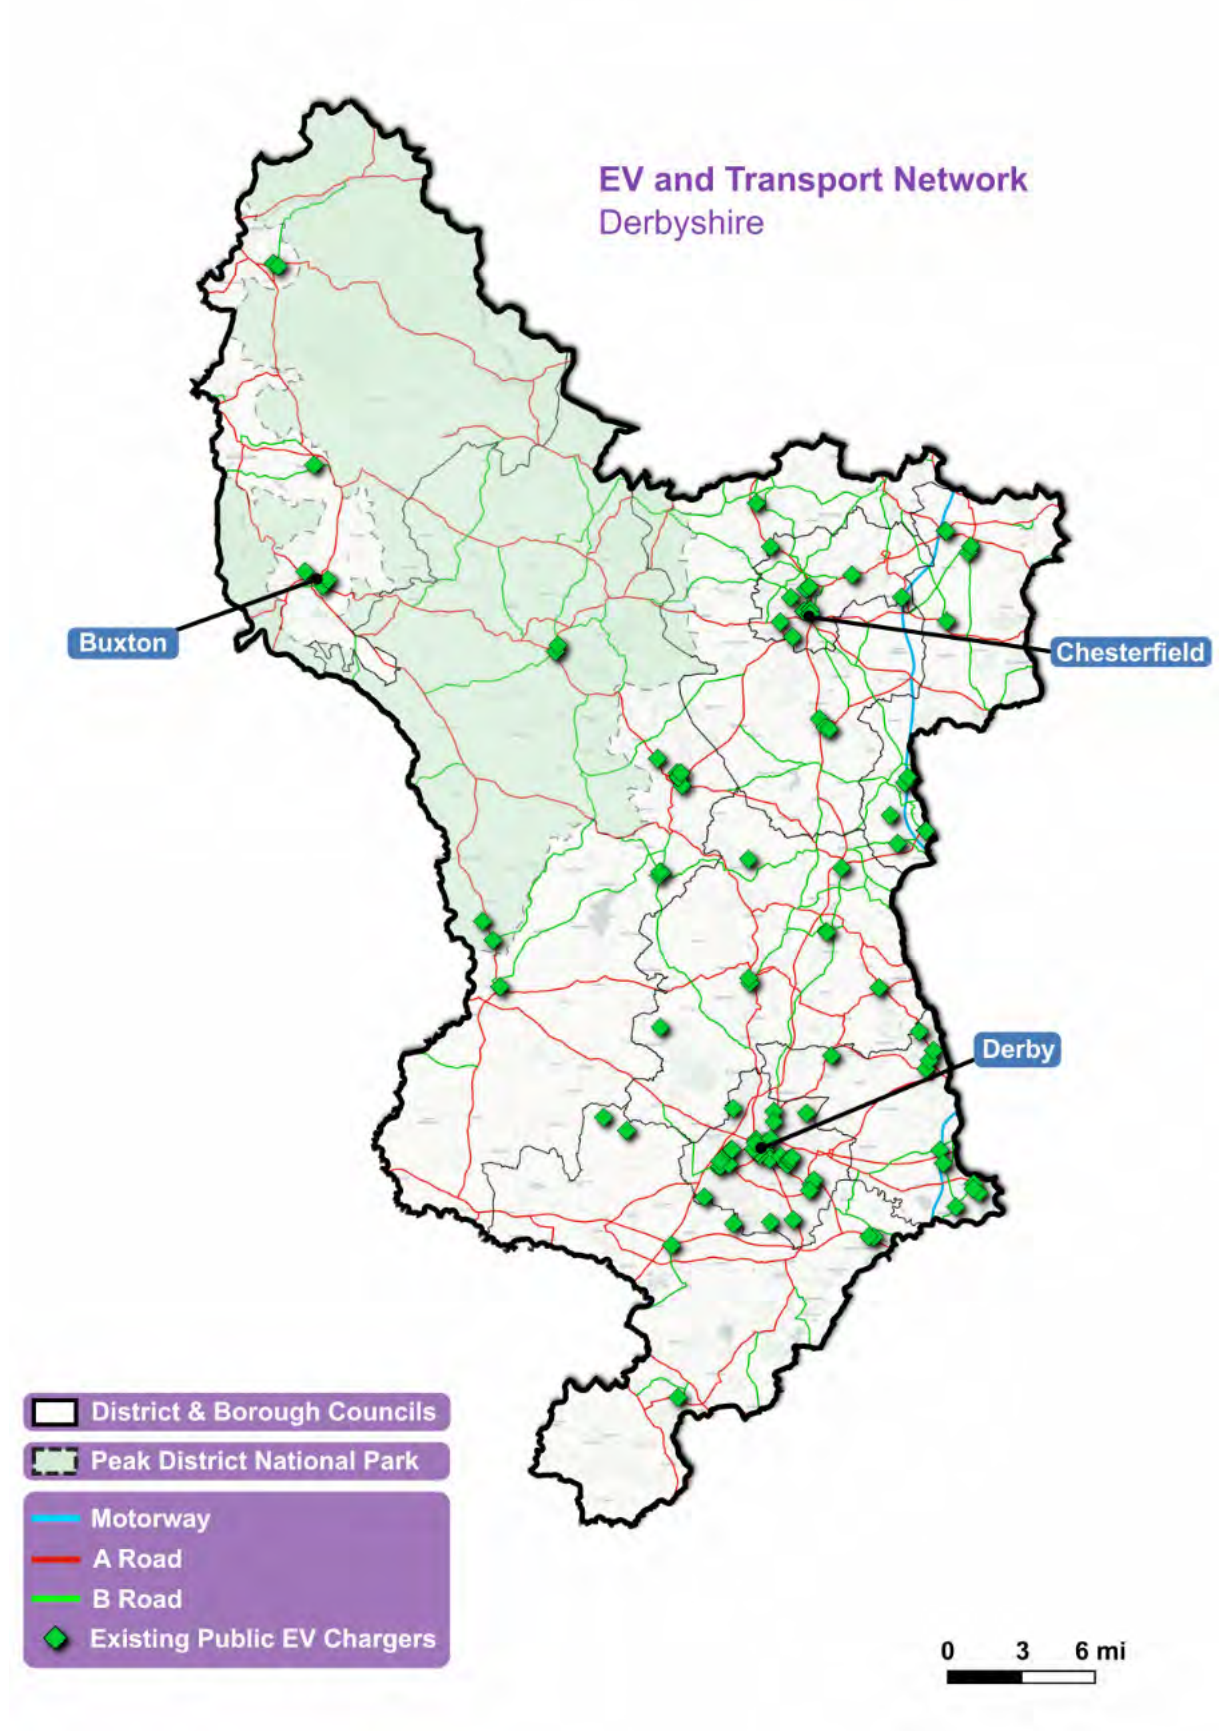 EV and Transport Network
Derbyshire
Buxton
Chesterfield
Derby
District & Borough Councils
Peak District National Park
Motorway
A Road
B Road
Existing Public EV Chargers
0 3 6 mi